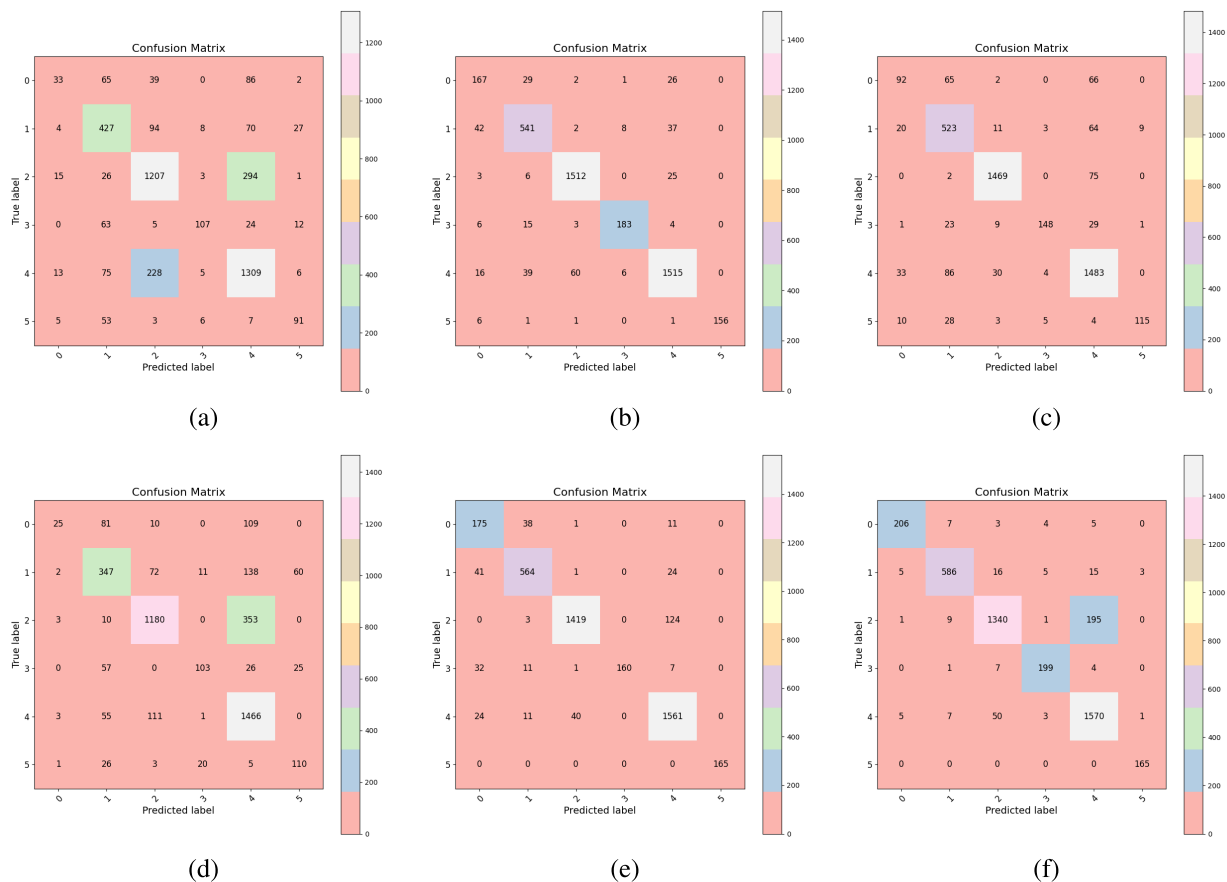 Confusion Matrix
0 33 65 39 0 86 2
1 4 427 94 8 70 27
2 15 26 1207 3 294 1
3 0 63 5 107 24 12
4 13 75 228 5 1309 6
5 5 53 3 6 7 91
0 1 2 3 4 5
True label
Predicted label
1200
1000
800
600
400
200
0
(a)
Confusion Matrix
0 167 29 2 1 26 0
1 42 541 2 8 37 0
2 3 6 1512 0 25 0
3 6 15 3 183 4 0
4 16 39 60 6 1515 0
5 6 1 1 0 1 156
0 1 2 3 4 5
True label
Predicted label
1400
1200
1000
800
600
400
200
0
(b)
Confusion Matrix
0 92 65 2 0 66 0
1 20 523 11 3 64 9
2 0 2 1469 0 75 0
3 1 23 9 148 29 1
4 33 86 30 4 1483 0
5 10 28 3 5 4 115
0 1 2 3 4 5
True label
Predicted label
1400
1200
1000
800
600
400
200
0
(c)
Confusion Matrix
0 25 81 10 0 109 0
1 2 347 72 11 138 60
2 3 10 1180 0 353 0
3 0 57 0 103 26 25
4 3 55 111 1 1466 0
5 1 26 3 20 5 110
0 1 2 3 4 5
True label
Predicted label
1400
1200
1000
800
600
400
200
0
(d)
Confusion Matrix
0 175 38 1 0 11 0
1 41 564 1 0 24 0
2 0 3 1419 0 124 0
3 32 11 1 160 7 0
4 24 11 40 0 1561 0
5 0 0 0 0 0 165
0 1 2 3 4 5
True label
Predicted label
1400
1200
1000
800
600
400
200
0
(e)
Confusion Matrix
0 206 7 3 4 5 0
1 5 586 16 5 15 3
2 1 9 1340 1 195 0
3 0 1 7 199 4 0
4 5 7 50 3 1570 1
5 0 0 0 0 0 165
0 1 2 3 4 5
True label
Predicted label
1400
1200
1000
800
600
400
200
0
(f)